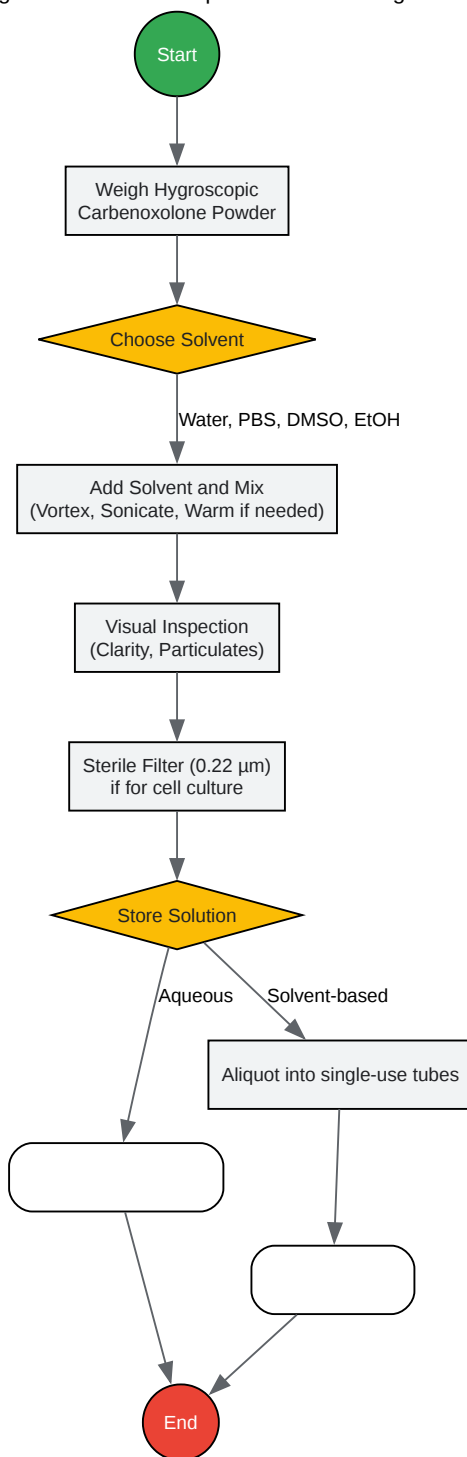 Start
Weigh Hygroscopic
Carbenoxolone Powder
Choose Solvent
Water, PBS, DMSO, EtOH
Add Solvent and Mix
(Vortex, Sonicate, Warm if needed)
Visual Inspection
(Clarity, Particulates)
Sterile Filter (0.22 µm)
if for cell culture
Store Solution
Aqueous
Solvent-based
Aliquot into single-use tubes
End